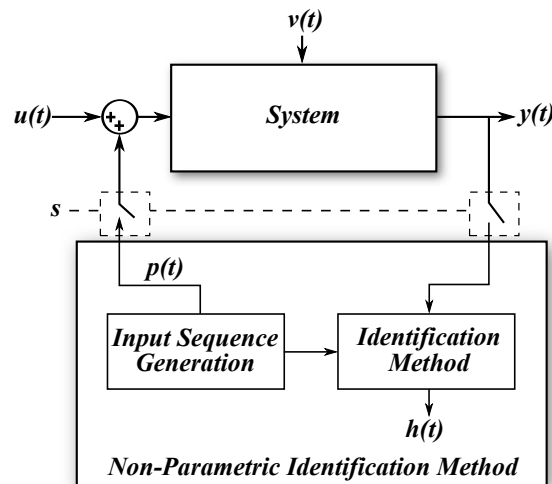 v(t)
u(t)
+
+
System
y(t)
s
p(t)
Input Sequence
Generation
Identification
Method
h(t)
Non-Parametric Identification Method